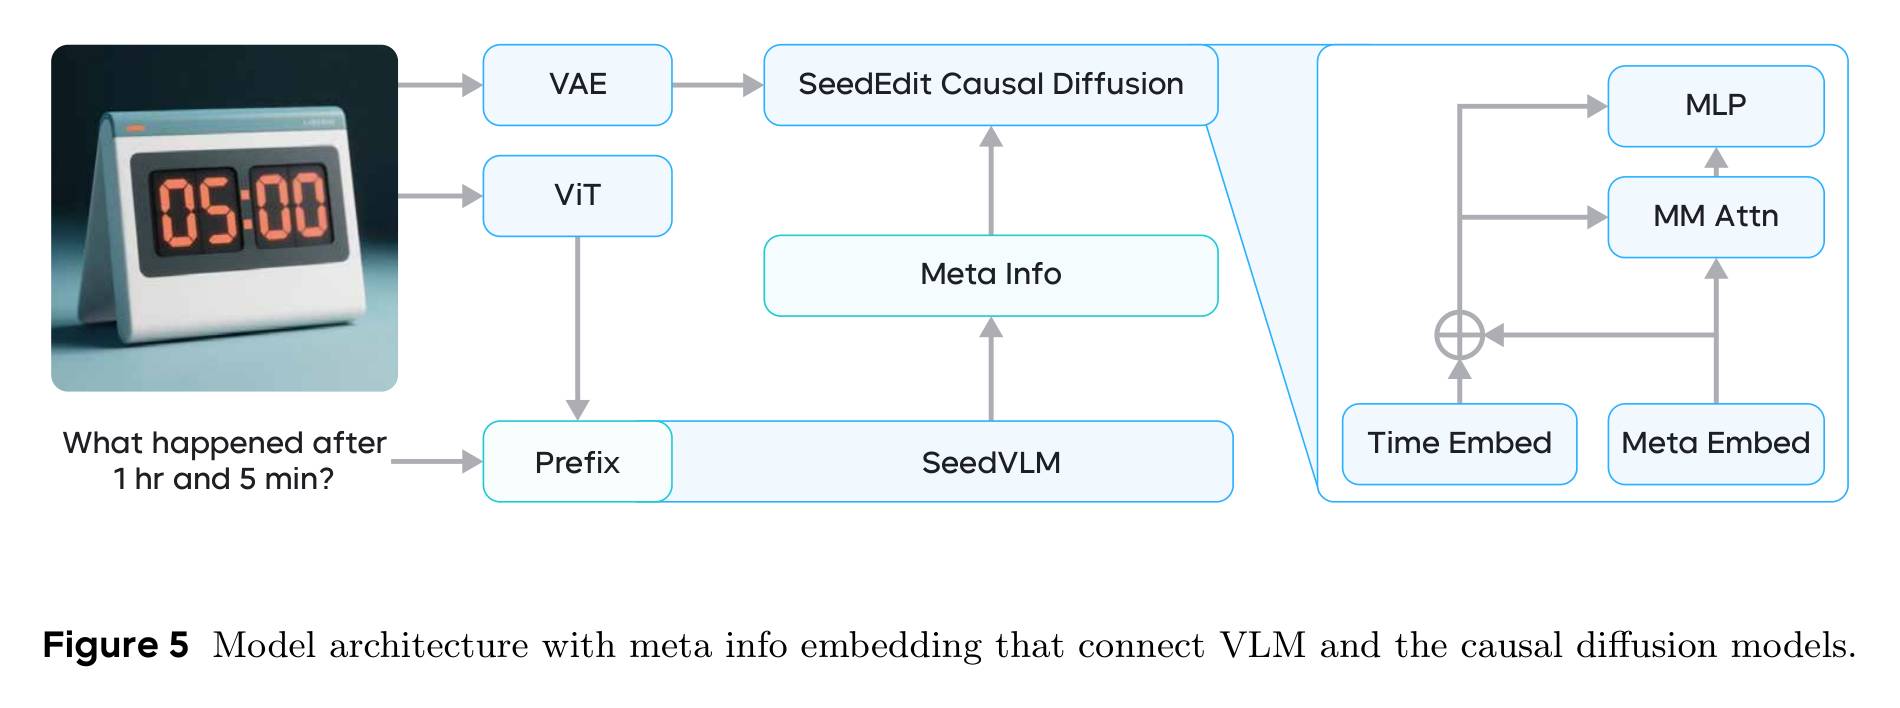 05:00
What happened after
1 hr and 5 min?
VAE
ViT
Prefix
SeedVLM
SeedEdit Causal Diffusion
Meta Info
MLP
MM Attn
Time Embed
Meta Embed
Figure 5 Model architecture with meta info embedding that connect VLM and the causal diffusion models.